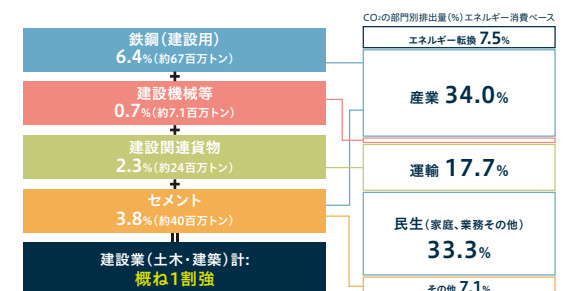 CO2の部門別排出量(%)エネルギー消費ベース
鉄鋼(建設用)
6.4%(約67百万トン)
+
建設機械等
0.7%(約7.1百万トン)
+
建設関連貨物
2.3%(約24百万トン)
+
セメント
3.8%(約40百万トン)
=
建設業(土木・建築)計:
概ね1割強
エネルギー転換 7.5%
産業 34.0%
運輸 17.7%
民生(家庭、業務その他)
33.3%
その他 7.1%